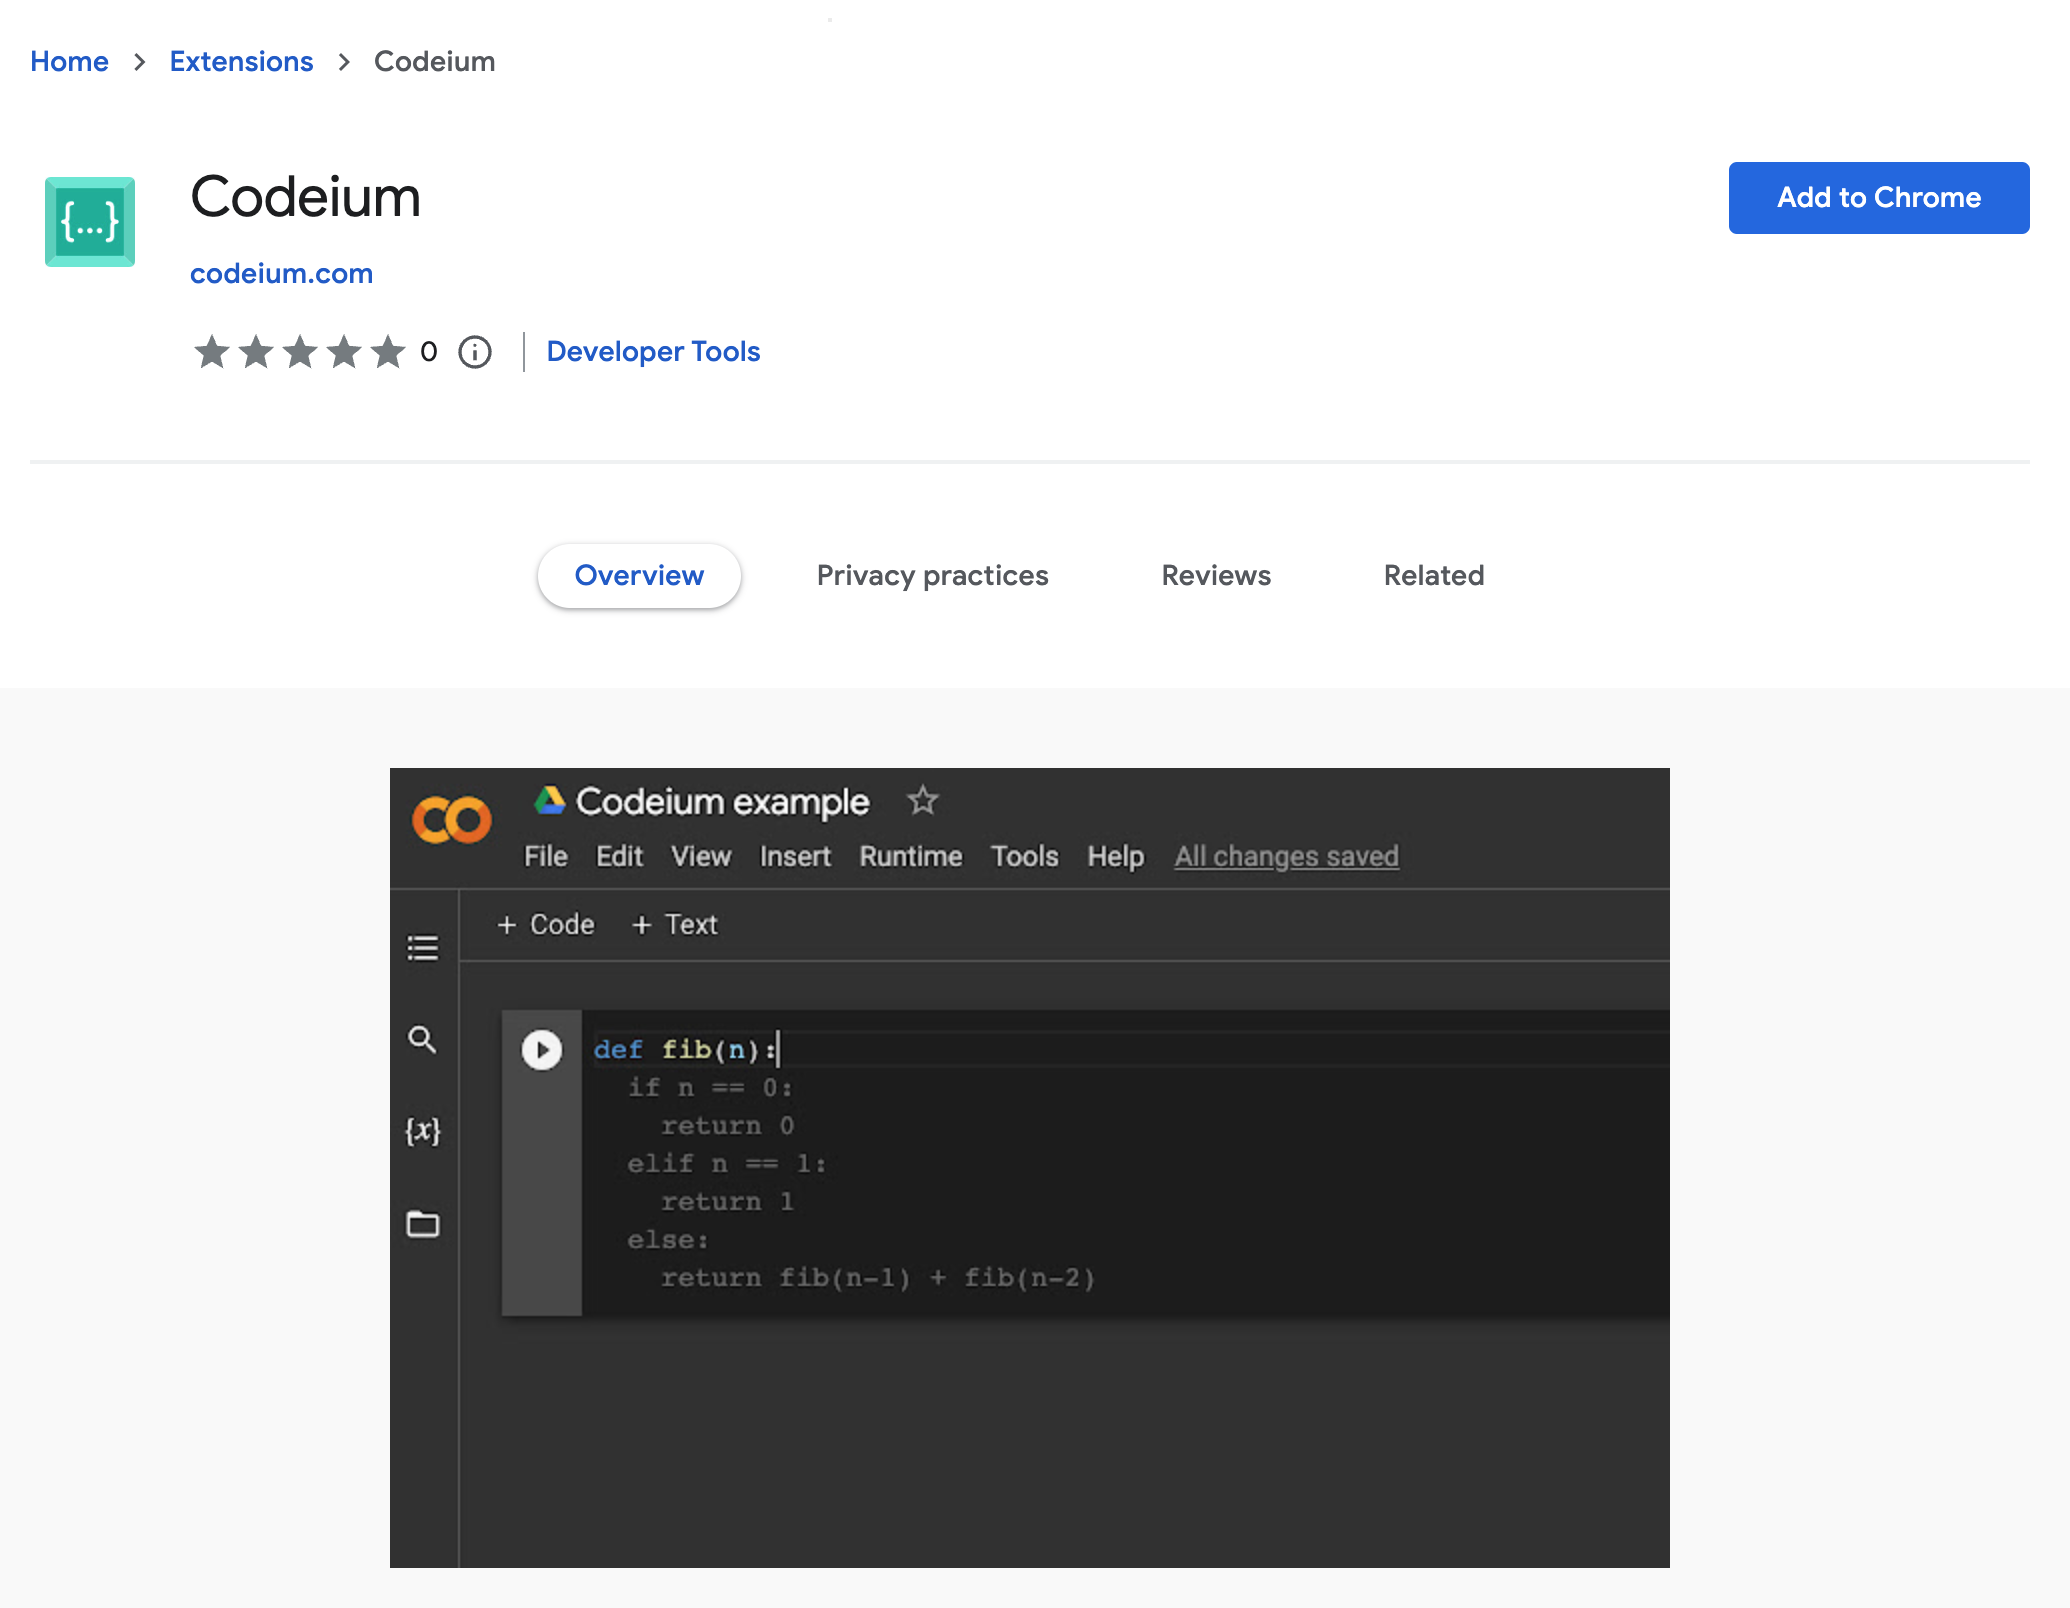 Home > Extensions > Codeium
{...}
Codeium
Add to Chrome
codeium.com
0 | Developer Tools
Overview Privacy practices Reviews Related
CO
Codeium example
File Edit View Insert Runtime Tools Help All changes saved
+ Code + Text
def fib(n):
if n == 0:
return 0
{x}
elif n == 1:
return 1
else:
return fib(n-1) + fib(n-2)